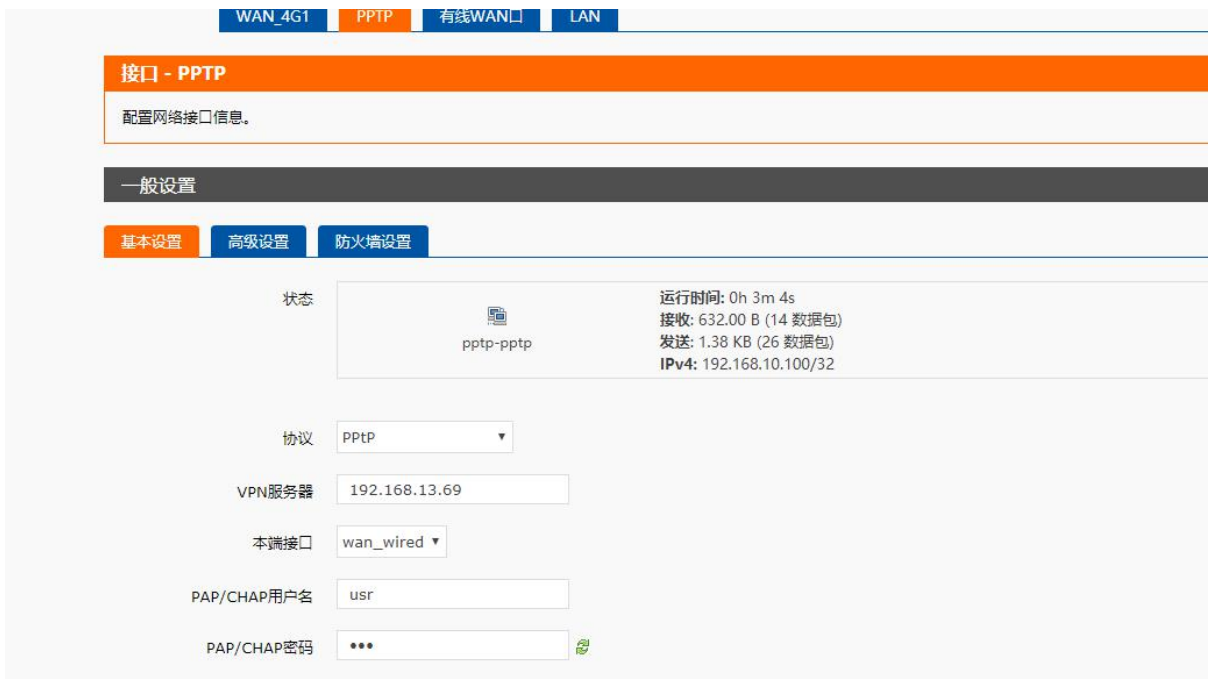 WAN_4G1 PPTP 有线WAN口 LAN
接口 - PPTP
配置网络接口信息。
一般设置
基本设置 高级设置 防火墙设置
状态
pptp-pptp
运行时间: 0h 3m 4s
接收: 632.00 B (14 数据包)
发送: 1.38 KB (26 数据包)
IPv4: 192.168.10.100/32
协议 PPtP
VPN服务器 192.168.13.69
本端接口 wan_wired
PAP/CHAP用户名 usr
PAP/CHAP密码 •••